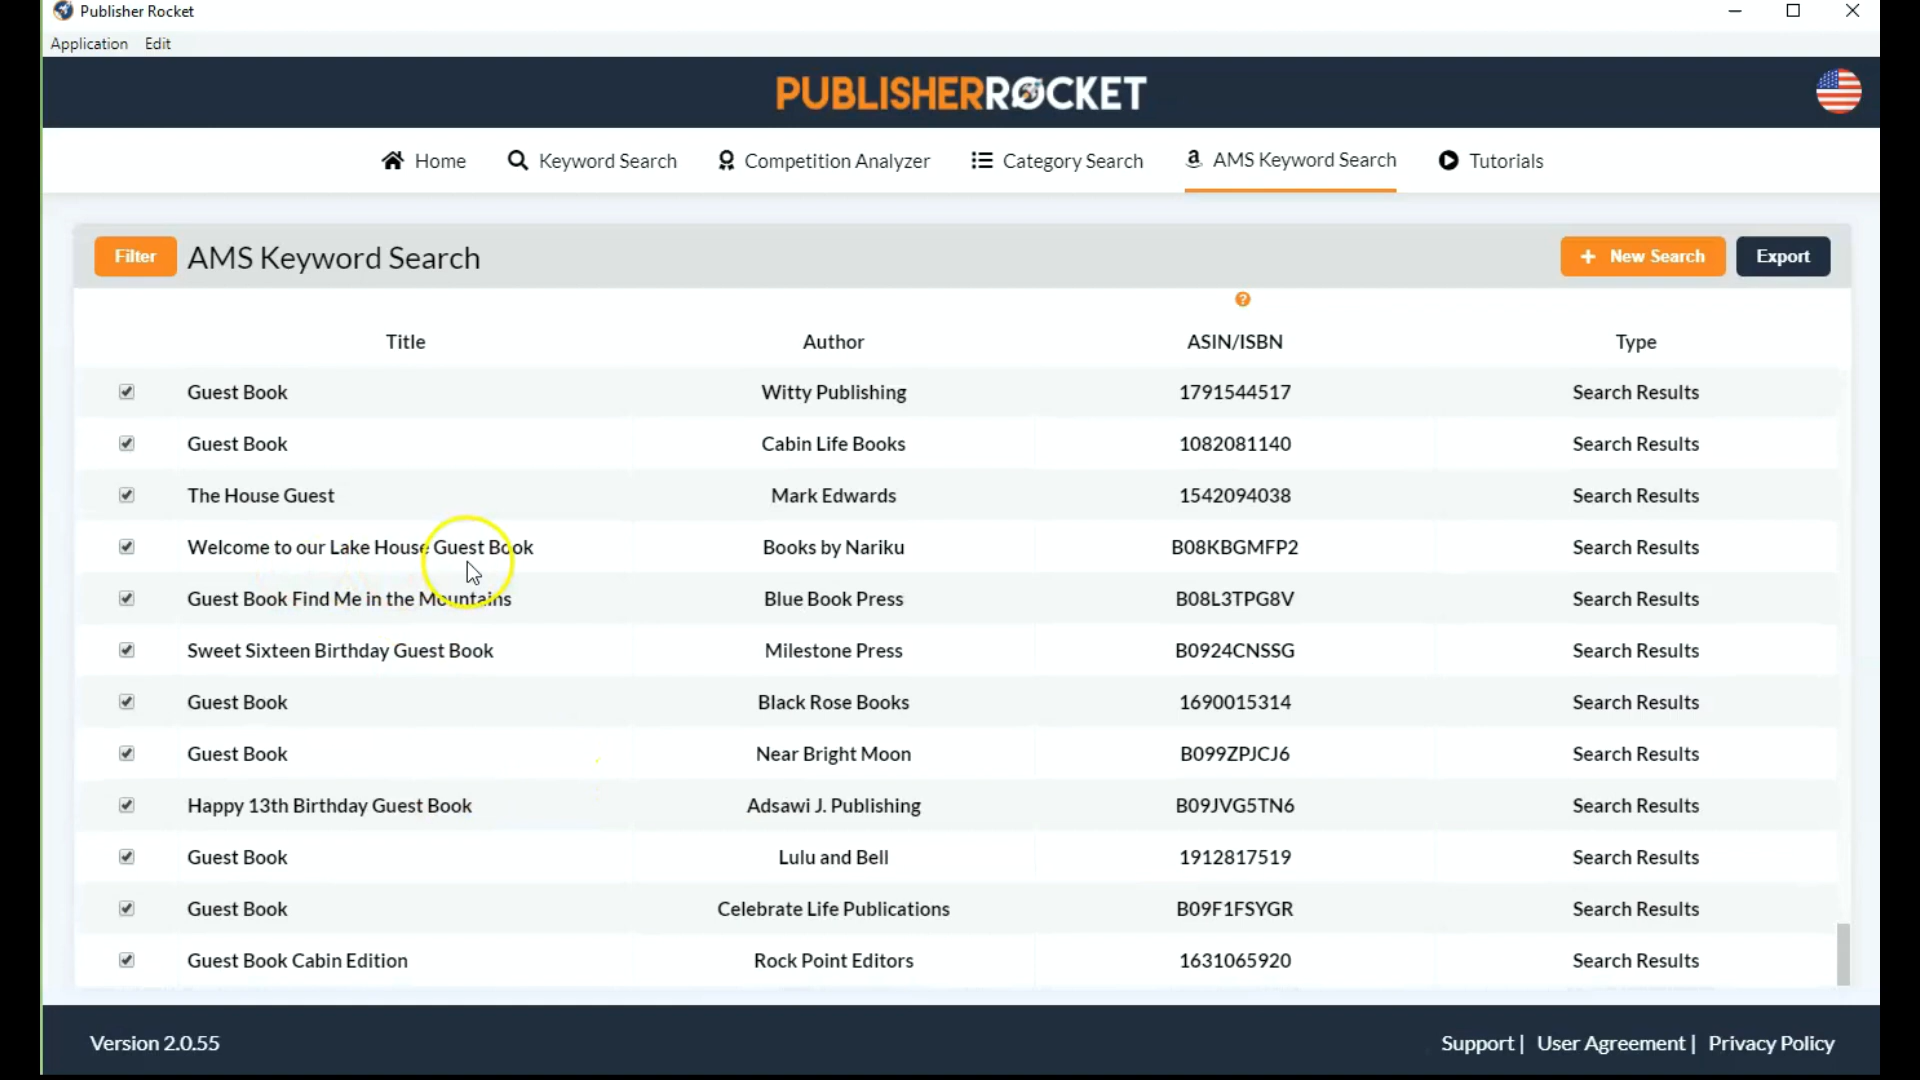 Publisher Rocket
Application Edit
PUBLISHERROCKET
Home Keyword Search Competition Analyzer Category Search AMS Keyword Search Tutorials
Filter AMS Keyword Search + New Search Export
?
Title Author ASIN/ISBN Type
Guest Book Witty Publishing 1791544517 Search Results
Guest Book Cabin Life Books 1082081140 Search Results
The House Guest Mark Edwards 1542094038 Search Results
Welcome to our Lake House Guest Book Books by Nariku B08KBGMFP2 Search Results
Guest Book Find Me in the Mountains Blue Book Press B08L3TPG8V Search Results
Sweet Sixteen Birthday Guest Book Milestone Press B0924CNSSG Search Results
Guest Book Black Rose Books 1690015314 Search Results
Guest Book Near Bright Moon B099ZPJCJ6 Search Results
Happy 13th Birthday Guest Book Adsawi J. Publishing B09JVG5TN6 Search Results
Guest Book Lulu and Bell 1912817519 Search Results
Guest Book Celebrate Life Publications B09F1FSYGR Search Results
Guest Book Cabin Edition Rock Point Editors 1631065920 Search Results
Version 2.0.55 Support | User Agreement | Privacy Policy